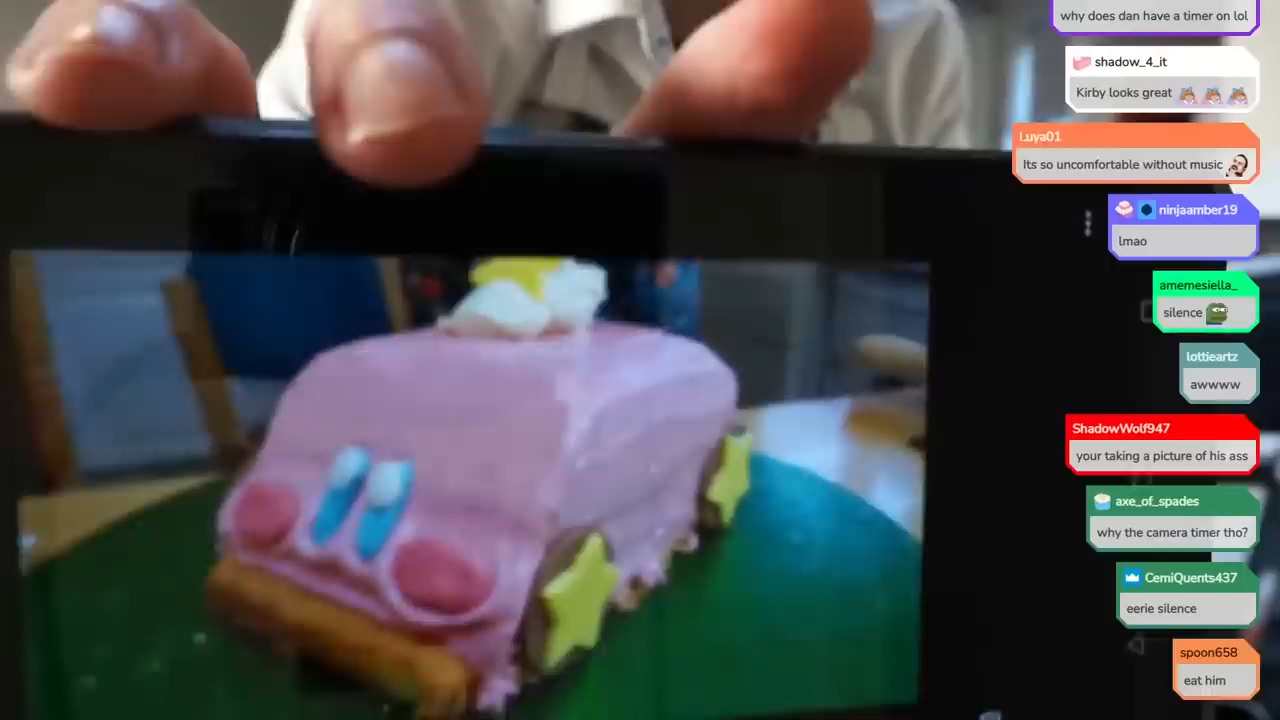 why does dan have a timer on lol
shadow_4_it
Kirby looks great
Luya01
Its so uncomfortable without music
ninjaamber19
lmao
amemesiella_
silence
lottieartz
awwww
ShadowWolf947
your taking a picture of his ass
axe_of_spades
why the camera timer tho?
CemiQuents437
eerie silence
spoon658
eat him